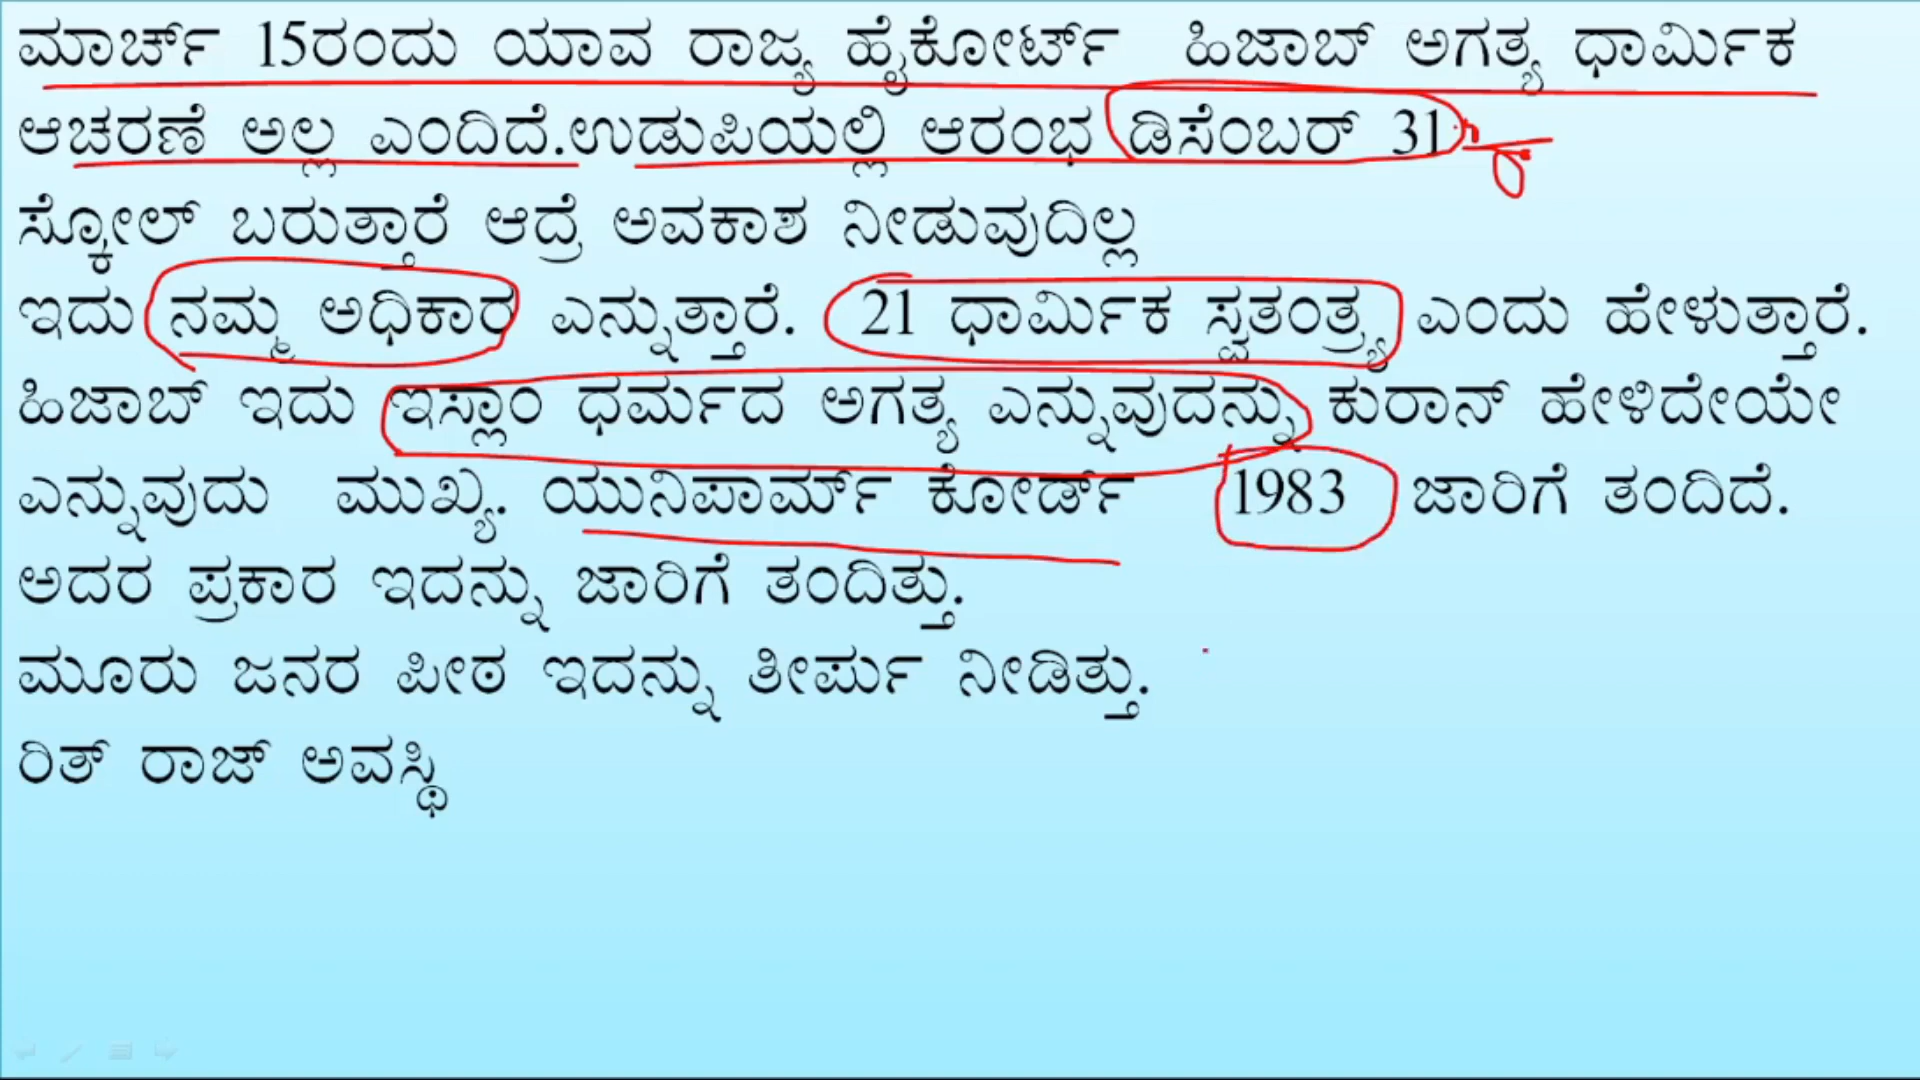 ಮಾರ್ಚ್ 15ರಂದು ಯಾವ ರಾಜ್ಯ ಹೈಕೋರ್ಟ್ ಹಿಜಾಬ್ ಅಗತ್ಯ ಧಾರ್ಮಿಕ
ಆಚರಣೆ ಅಲ್ಲ ಎಂದಿದೆ.ಉಡುಪಿಯಲ್ಲಿ ಆರಂಭ ಡಿಸೆಂಬರ್ 31
ಸ್ಕೋಲ್ ಬರುತ್ತಾರೆ ಆದ್ರೆ ಅವಕಾಶ ನೀಡುವುದಿಲ್ಲ
ಇದು ನಮ್ಮ ಅಧಿಕಾರ ಎನ್ನುತ್ತಾರೆ. 21 ಧಾರ್ಮಿಕ ಸ್ವತಂತ್ರ್ಯ ಎಂದು ಹೇಳುತ್ತಾರೆ.
ಹಿಜಾಬ್ ಇದು ಇಸ್ಲಾಂ ಧರ್ಮದ ಅಗತ್ಯ ಎನ್ನುವುದನ್ನು ಕುರಾನ್ ಹೇಳಿದೇಯೇ
ಎನ್ನುವುದು ಮುಖ್ಯ. ಯುನಿಪಾರ್ಮ್ ಕೋರ್ಡ್ 1983 ಜಾರಿಗೆ ತಂದಿದೆ.
ಅದರ ಪ್ರಕಾರ ಇದನ್ನು ಜಾರಿಗೆ ತಂದಿತ್ತು.
ಮೂರು ಜನರ ಪೀಠ ಇದನ್ನು ತೀರ್ಪು ನೀಡಿತ್ತು.
ರಿತ್ ರಾಜ್ ಅವಸ್ಥಿ